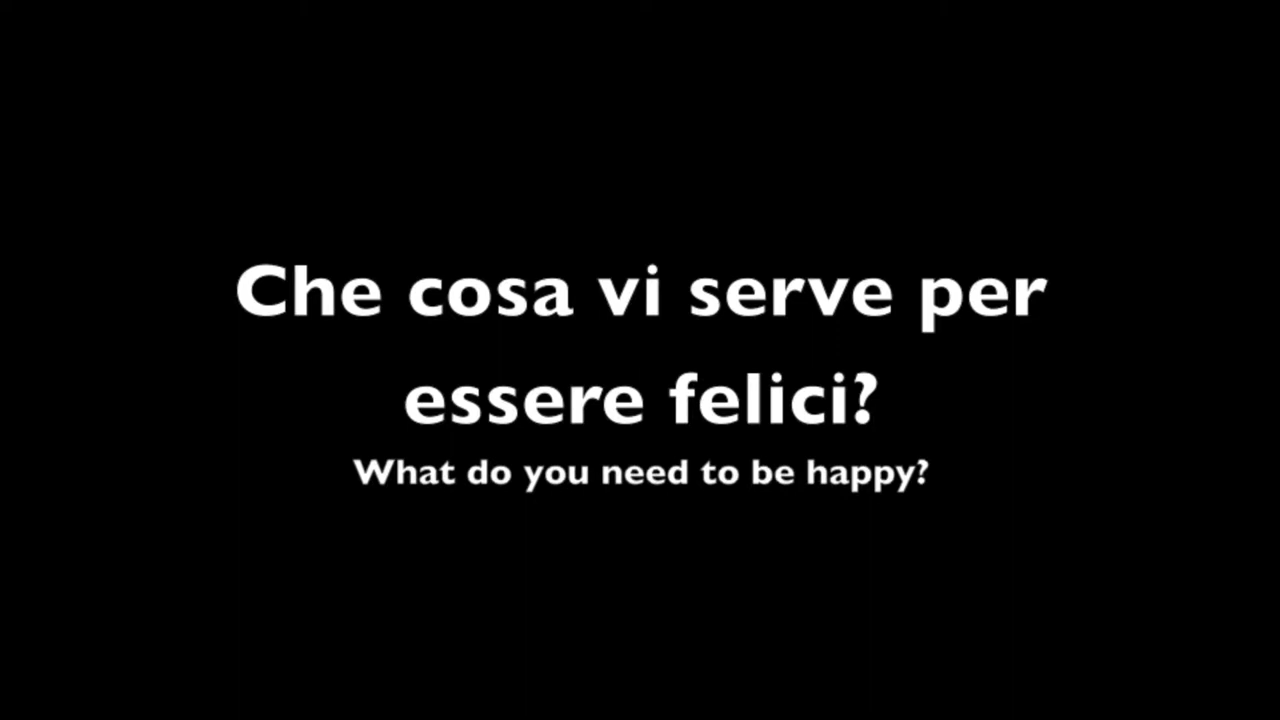 Che cosa vi serve per
essere felici?
What do you need to be happy?